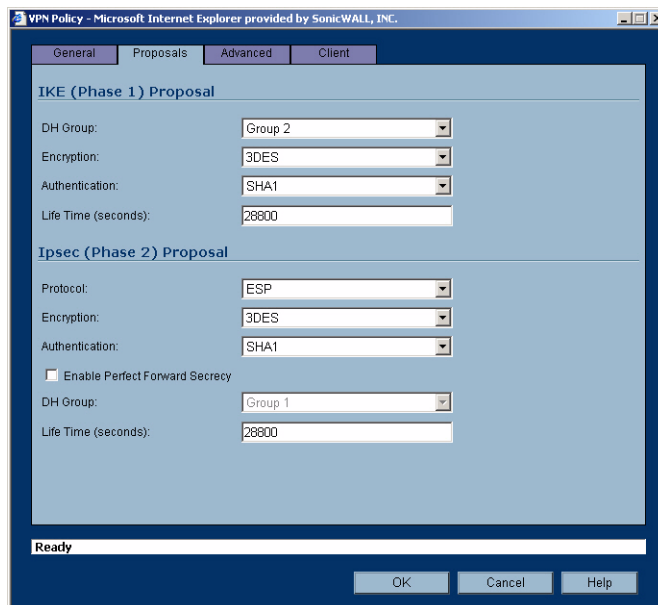 VPN Policy - Microsoft Internet Explorer provided by SonicWALL, INC.
General Proposals Advanced Client
IKE (Phase 1) Proposal
DH Group: Group 2
Encryption: 3DES
Authentication: SHA1
Life Time (seconds): 28800
Ipsec (Phase 2) Proposal
Protocol: ESP
Encryption: 3DES
Authentication: SHA1
Enable Perfect Forward Secrecy
DH Group: Group 1
Life Time (seconds): 28800
Ready
OK Cancel Help